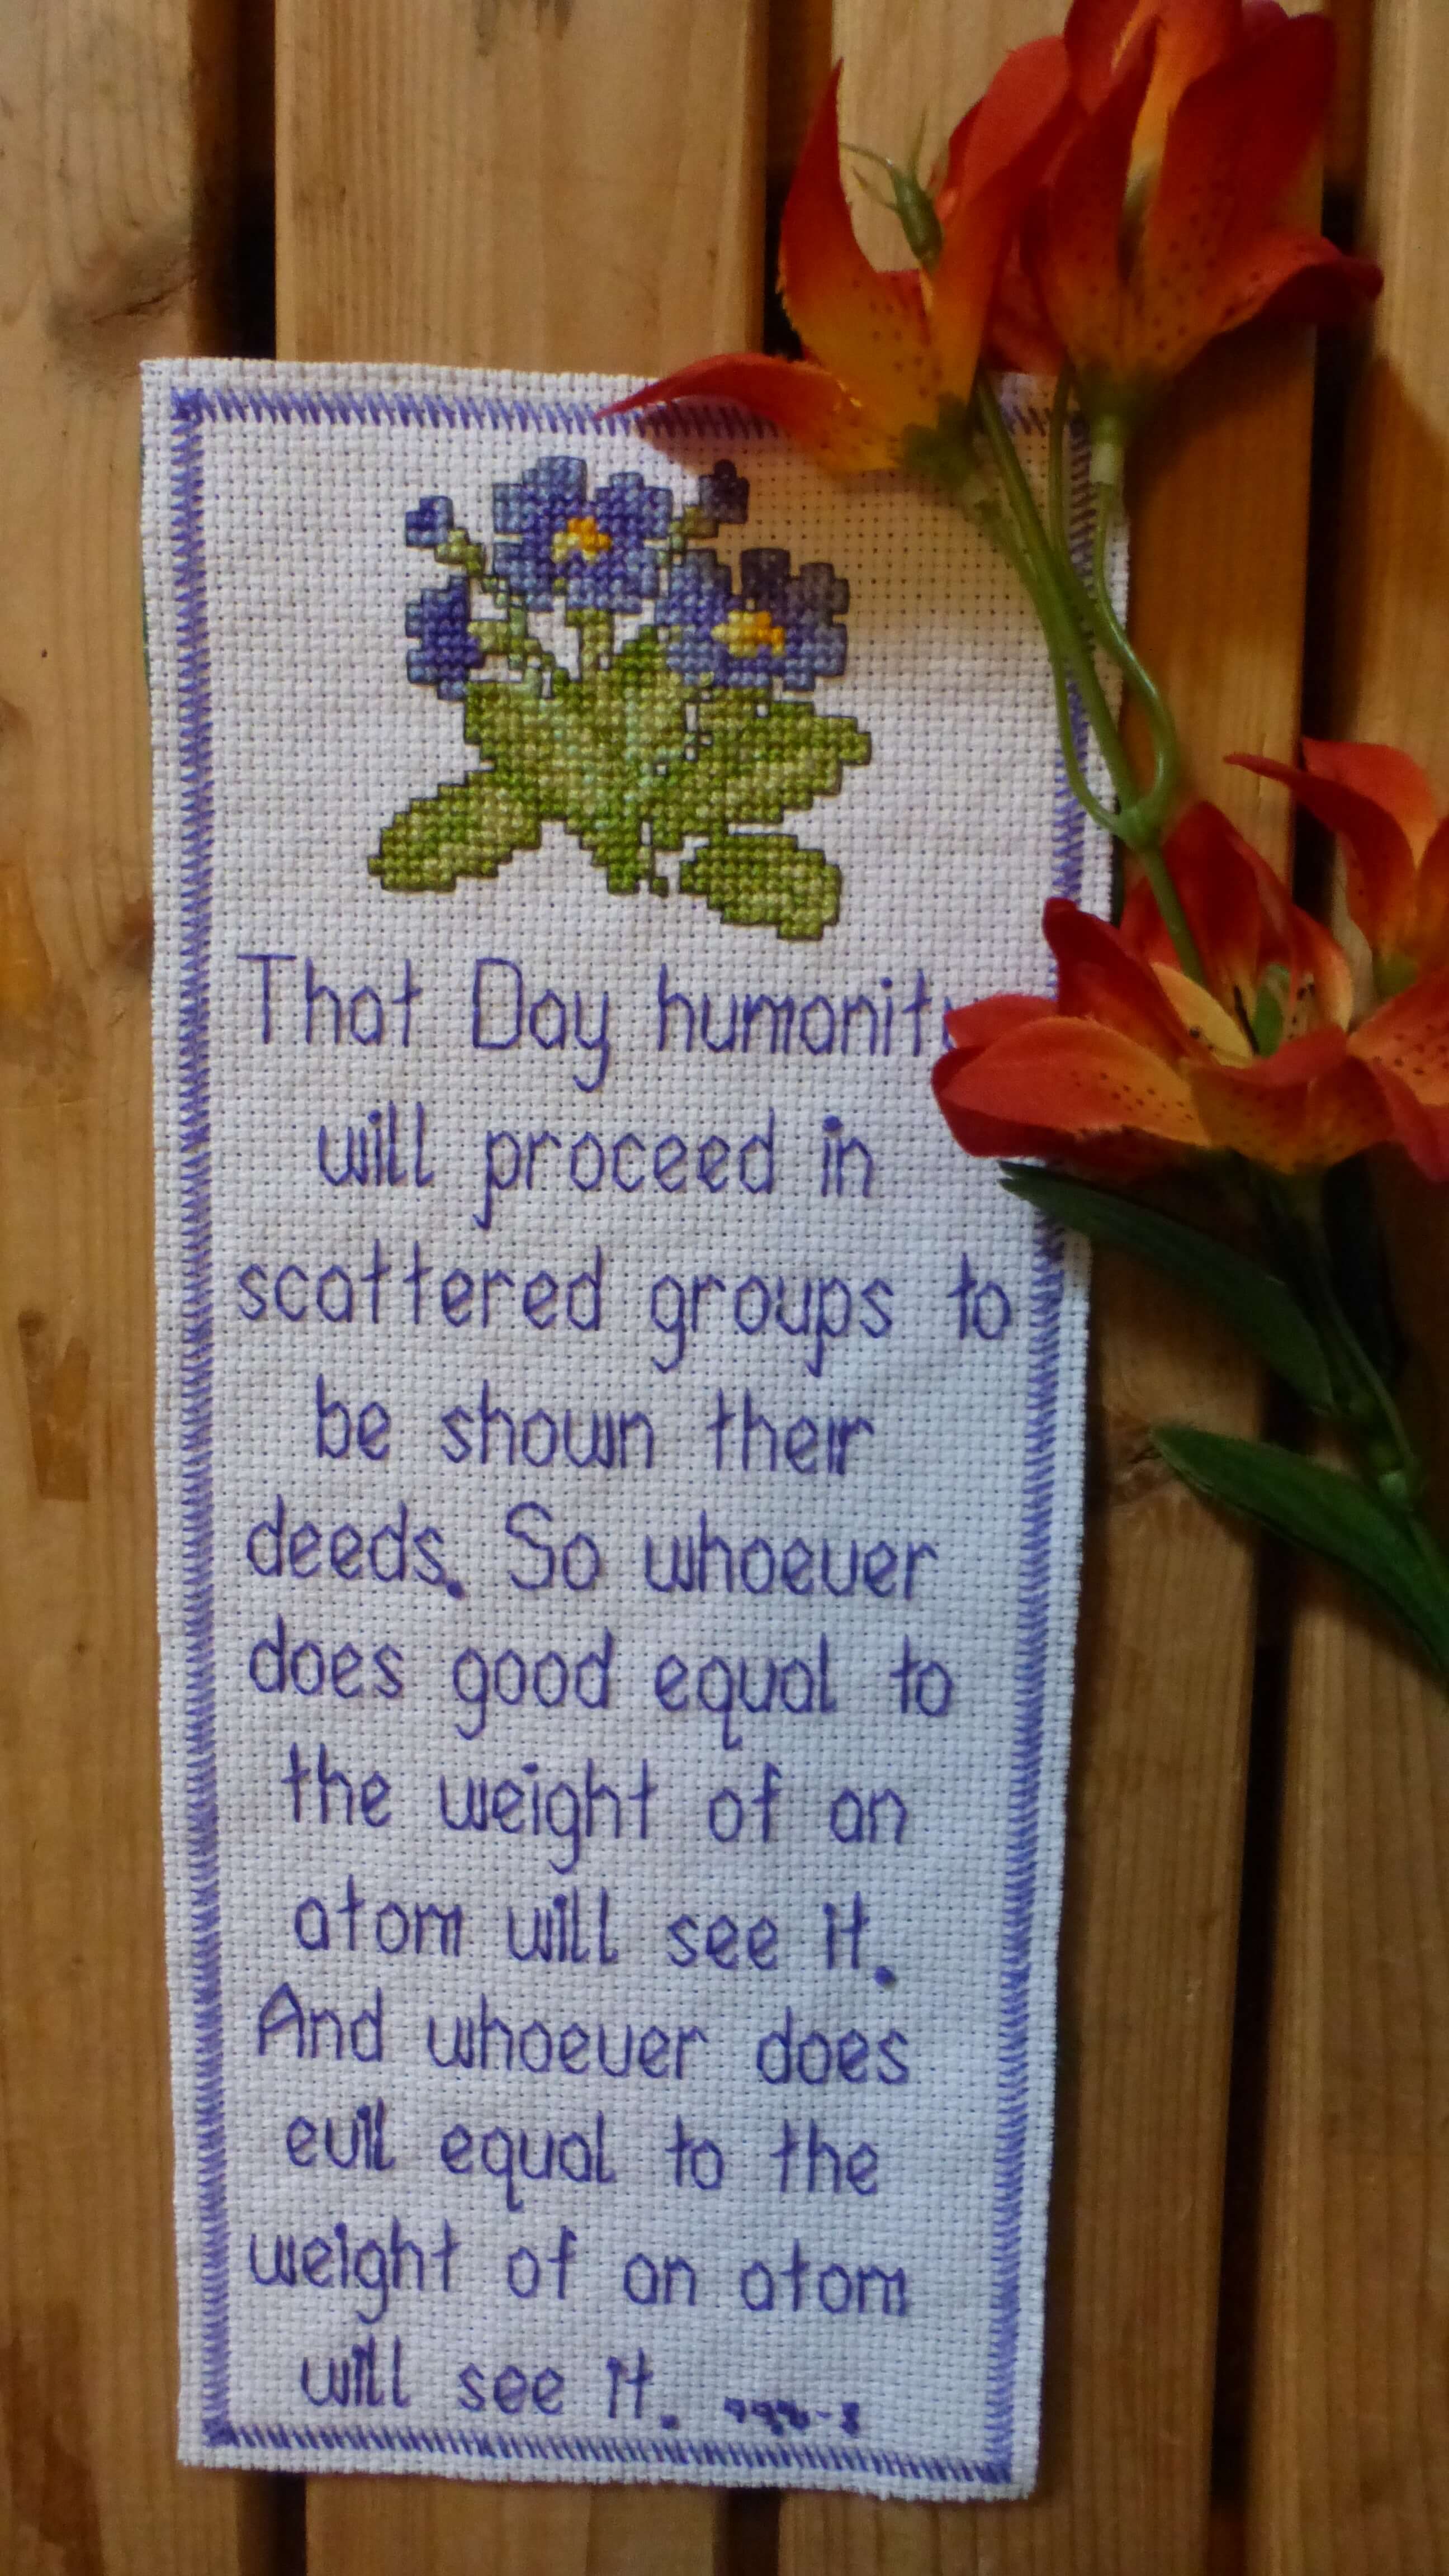 That Day humanity
will proceed in
scattered groups to
be shown their
deeds. So whoever
does good equal to
the weight of an
atom will see it.
And whoever does
evil equal to the
weight of an atom
will see it.